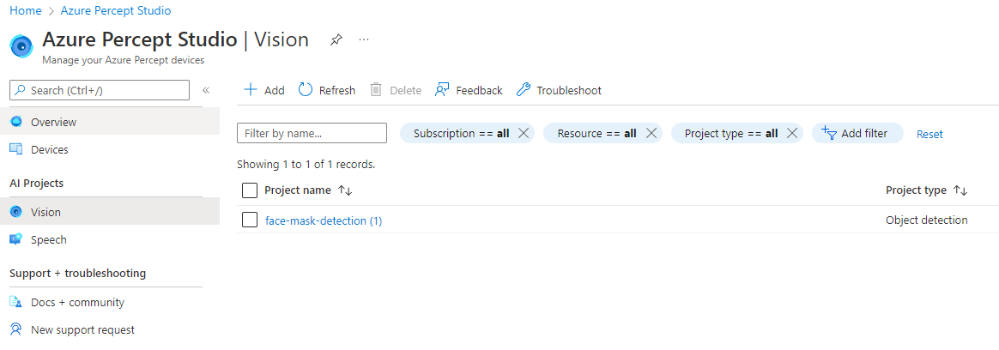 Home > Azure Percept Studio
Azure Percept Studio | Vision ...
Manage your Azure Percept devices
Search (Ctrl+/) «
Overview
Devices
AI Projects
Vision
Speech
Support + troubleshooting
Docs + community
New support request
Add Refresh Delete Feedback Troubleshoot
Filter by name... Subscription == all Resource == all Project type == all Add filter Reset
Showing 1 to 1 of 1 records.
Project name ↑↓ Project type ↑↓
face-mask-detection (1) Object detection